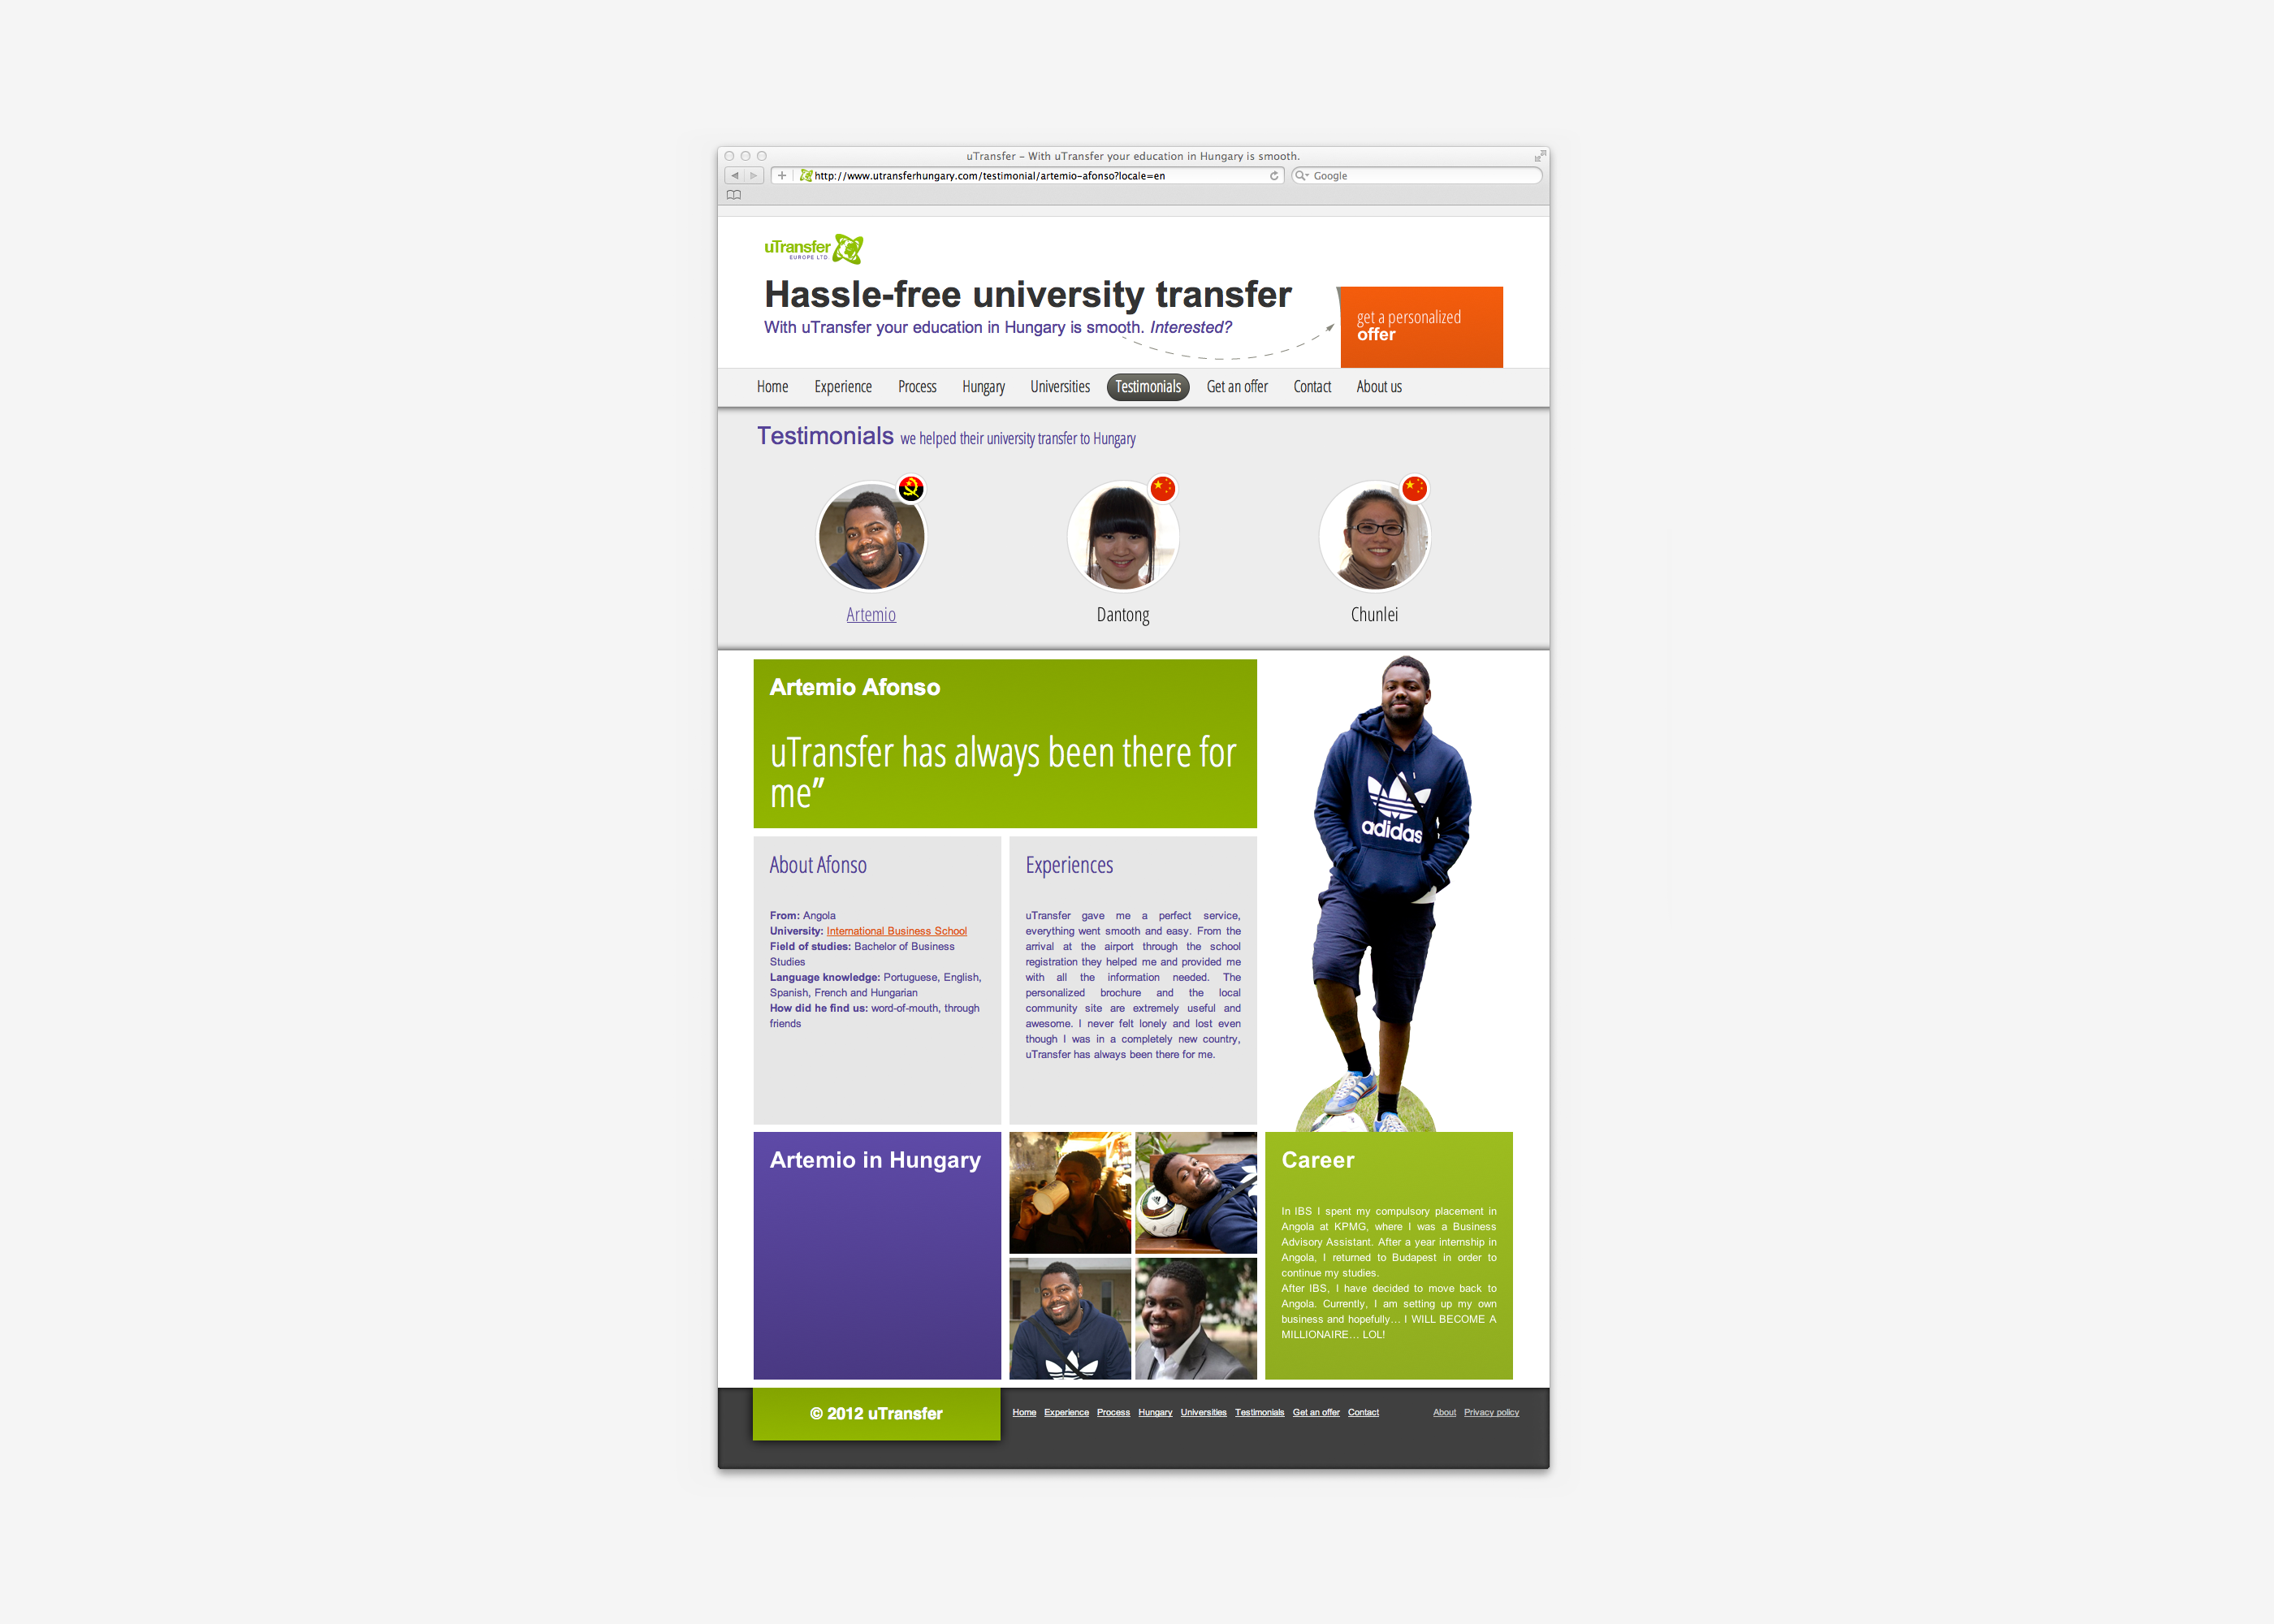 uTransfer – With uTransfer your education in Hungary is smooth.
http://www.utransferhungary.com/testimonial/artemio-afonso?locale=en
Google
uTransfer
EUROPE LTD.
Hassle-free university transfer
With uTransfer your education in Hungary is smooth. Interested?
get a personalized
offer
Home Experience Process Hungary Universities Testimonials Get an offer Contact About us
Testimonials we helped their university transfer to Hungary
Artemio Dantong Chunlei
Artemio Afonso
uTransfer has always been there for
me”
adidas
About Afonso
From: Angola
University: International Business School
Field of studies: Bachelor of Business
Studies
Language knowledge: Portuguese, English,
Spanish, French and Hungarian
How did he find us: word-of-mouth, through
friends
Experiences
uTransfer gave me a perfect service,
everything went smooth and easy. From the
arrival at the airport through the school
registration they helped me and provided me
with all the information needed. The
personalized brochure and the local
community site are extremely useful and
awesome. I never felt lonely and lost even
though I was in a completely new country,
uTransfer has always been there for me.
Artemio in Hungary
Career
In IBS I spent my compulsory placement in
Angola at KPMG, where I was a Business
Advisory Assistant. After a year internship in
Angola, I returned to Budapest in order to
continue my studies.
After IBS, I have decided to move back to
Angola. Currently, I am setting up my own
business and hopefully... I WILL BECOME A
MILLIONAIRE... LOL!
© 2012 uTransfer
Home Experience Process Hungary Universities Testimonials Get an offer Contact About Privacy policy